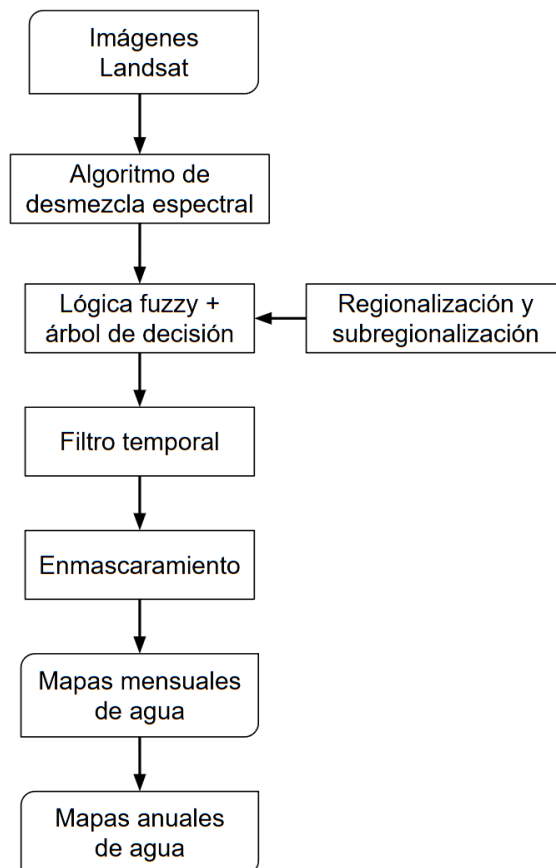 Imágenes
Landsat
Algoritmo de
desmezcla espectral
Lógica fuzzy +
árbol de decisión
Regionalización y
subregionalización
Filtro temporal
Enmascaramiento
Mapas mensuales
de agua
Mapas anuales
de agua